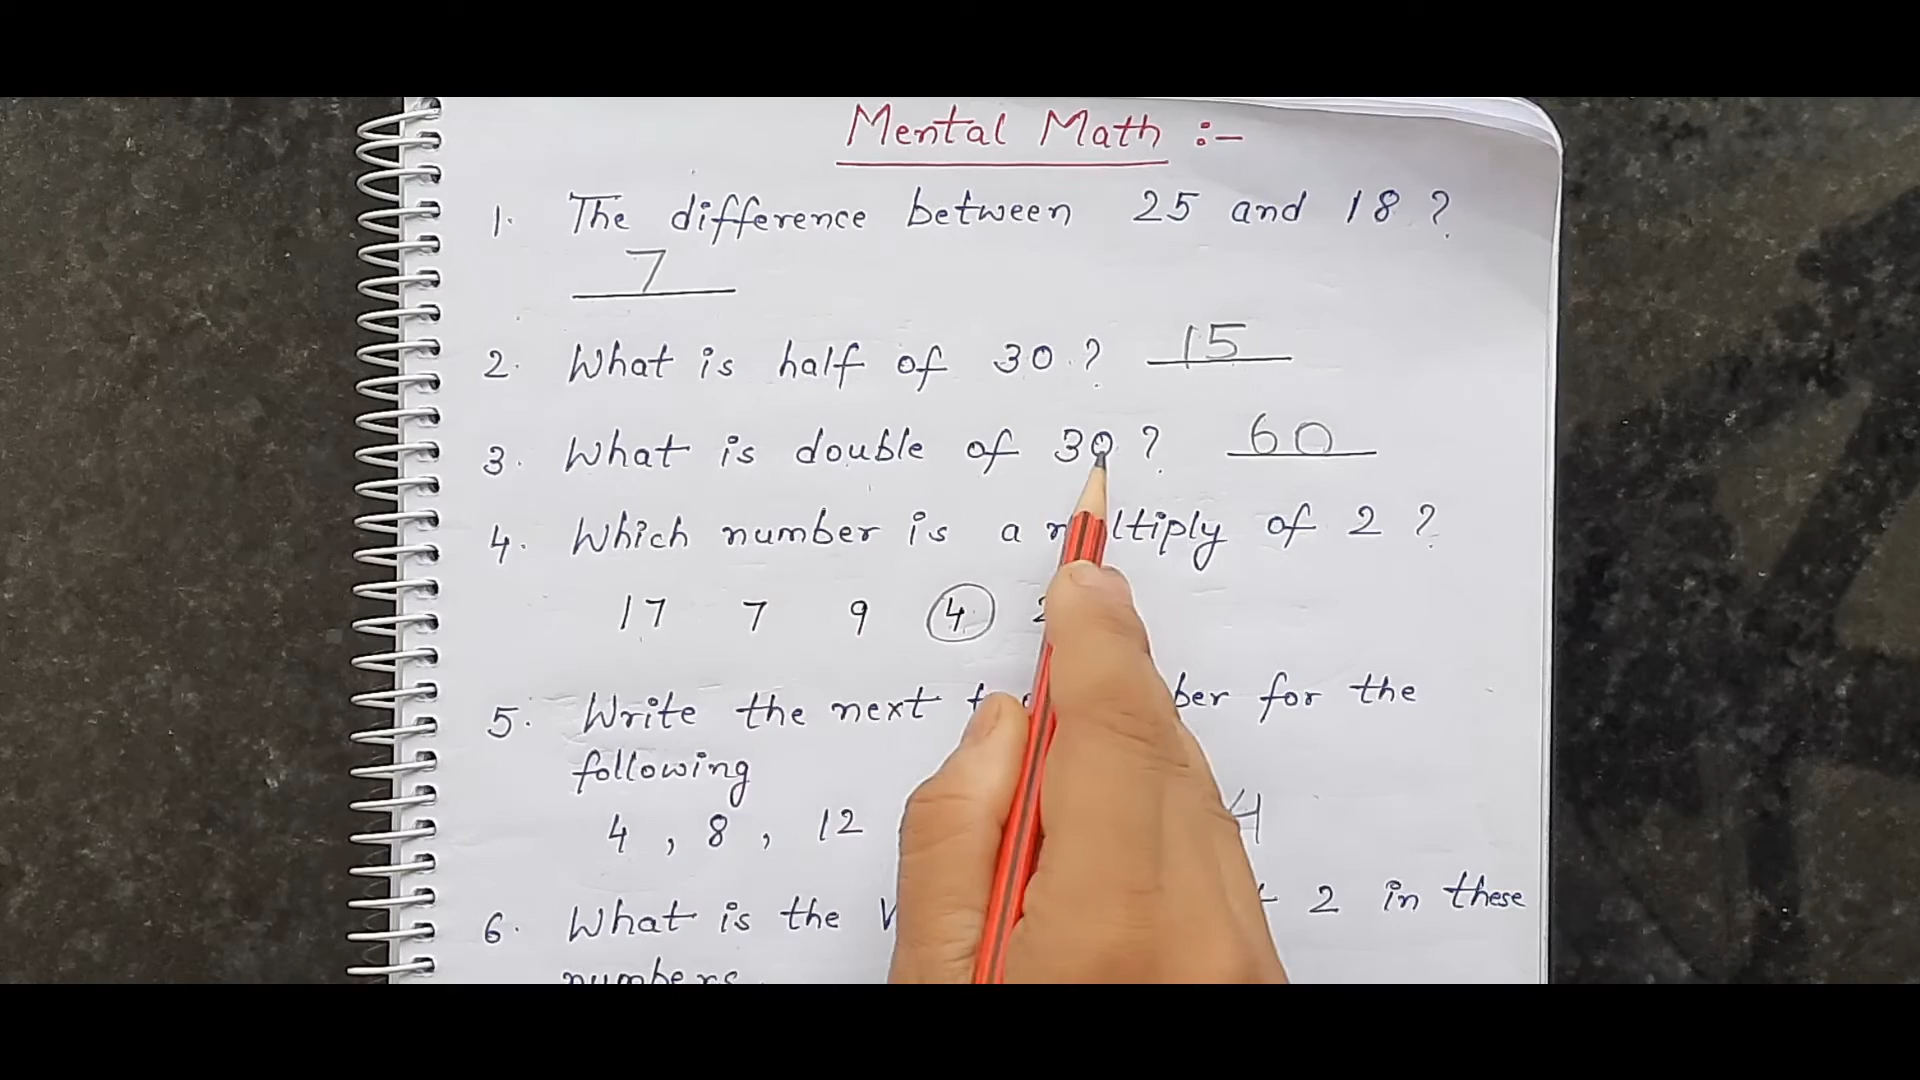 Mental Math :-
1. The difference between 25 and 18 ?
7
2. What is half of 30 ? 15
3. What is double of 30 ? 60
4. Which number is a multiply of 2 ?
17 7 9 4
5. Write the next for the
following
4 , 8 , 12
6. What is the 2 in these
numbers